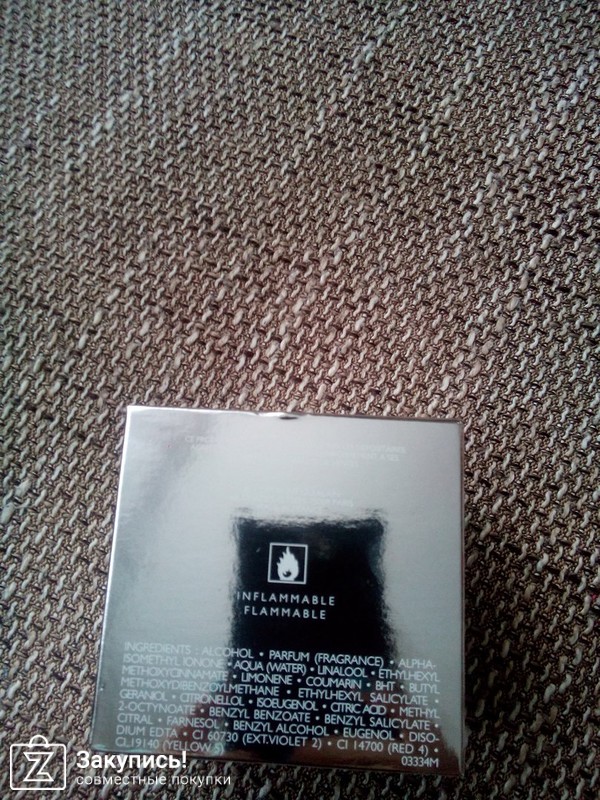 INFLAMMABLE
FLAMMABLE
INGREDIENTS : ALCOHOL • PARFUM (FRAGRANCE) • ALPHA-
ISOMETHYL IONONE • AQUA (WATER) • LINALOOL • ETHYLHEXYL
METHOXYCINNAMATE • LIMONENE • COUMARIN • BHT • BUTYL
METHOXYDIBENZOYLMETHANE • ETHYLHEXYL SALICYLATE •
GERANIOL • CITRONELLOL • ISOEUGENOL • CITRIC ACID • METHYL
2-OCTYNOATE • BENZYL BENZOATE • BENZYL SALICYLATE •
CITRAL • FARNESOL • BENZYL ALCOHOL • EUGENOL • DISO-
DIUM EDTA • CI 60730 (EXT.VIOLET 2) • CI 14700 (RED 4) •
CI 19140 (YELLOW 5)
03334M
Закупись!
совместные покупки